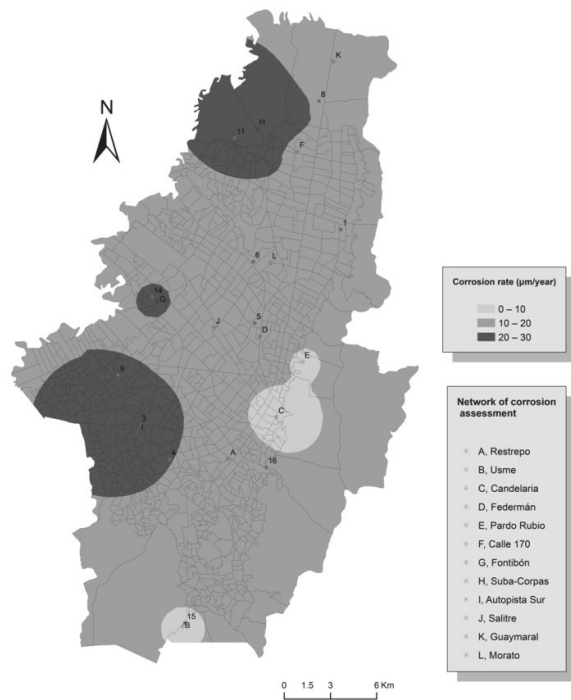 K
N
8
H
11
F
1
6
L
14
G
5
J
D
E
9
C
3
I
4
A
16
15
B
Corrosion rate (µm/year)
0 – 10
10 – 20
20 – 30
Network of corrosion
assessment
A, Restrepo
B, Usme
C, Candelaria
D, Federmán
E, Pardo Rubio
F, Calle 170
G, Fontibón
H, Suba-Corpas
I, Autopista Sur
J, Salitre
K, Guaymaral
L, Morato
0 1.5 3 6 Km